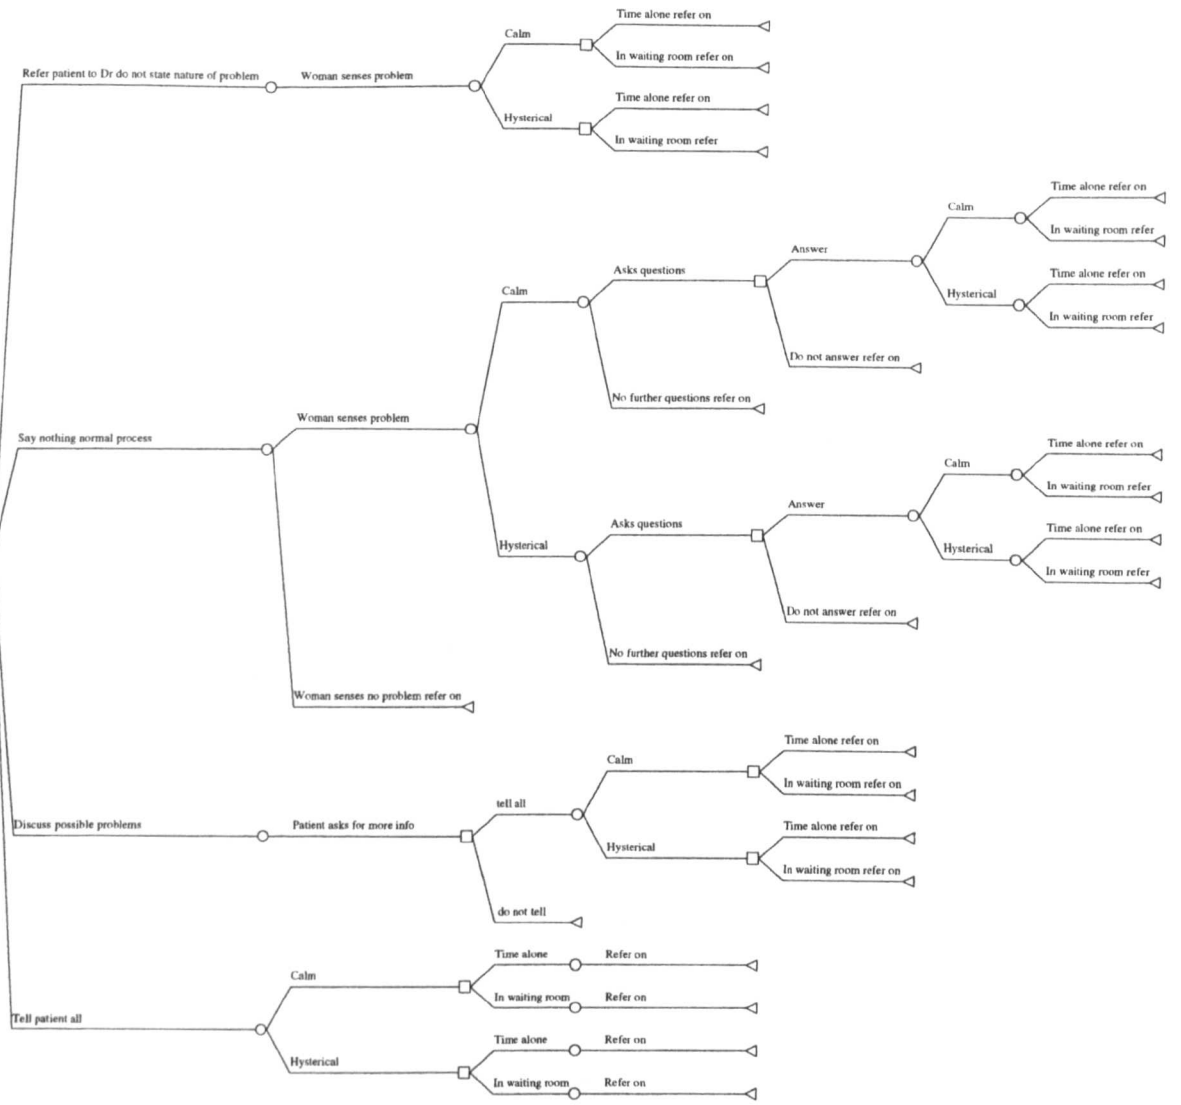 Time alone refer on
Calm
In waiting room refer on
Refer patient to Dr do not state nature of problem
Woman senses problem
Time alone refer on
Hysterical
In waiting room refer
Time alone refer on
Calm
In waiting room refer
Answer
Asks questions
Time alone refer on
Calm
Hysterical
In waiting room refer
Do not answer refer on
No further questions refer on
Woman senses problem
Say nothing normal process
Time alone refer on
Calm
In waiting room refer
Answer
Asks questions
Time alone refer on
Hysterical
Hysterical
In waiting room refer
Do not answer refer on
No further questions refer on
Woman senses no problem refer on
Time alone refer on
Calm
In waiting room refer on
tell all
Discuss possible problems
Patient asks for more info
Time alone refer on
Hysterical
In waiting room refer on
do not tell
Time alone
Refer on
Calm
In waiting room
Refer on
Tell patient all
Time alone
Refer on
Hysterical
In waiting room
Refer on